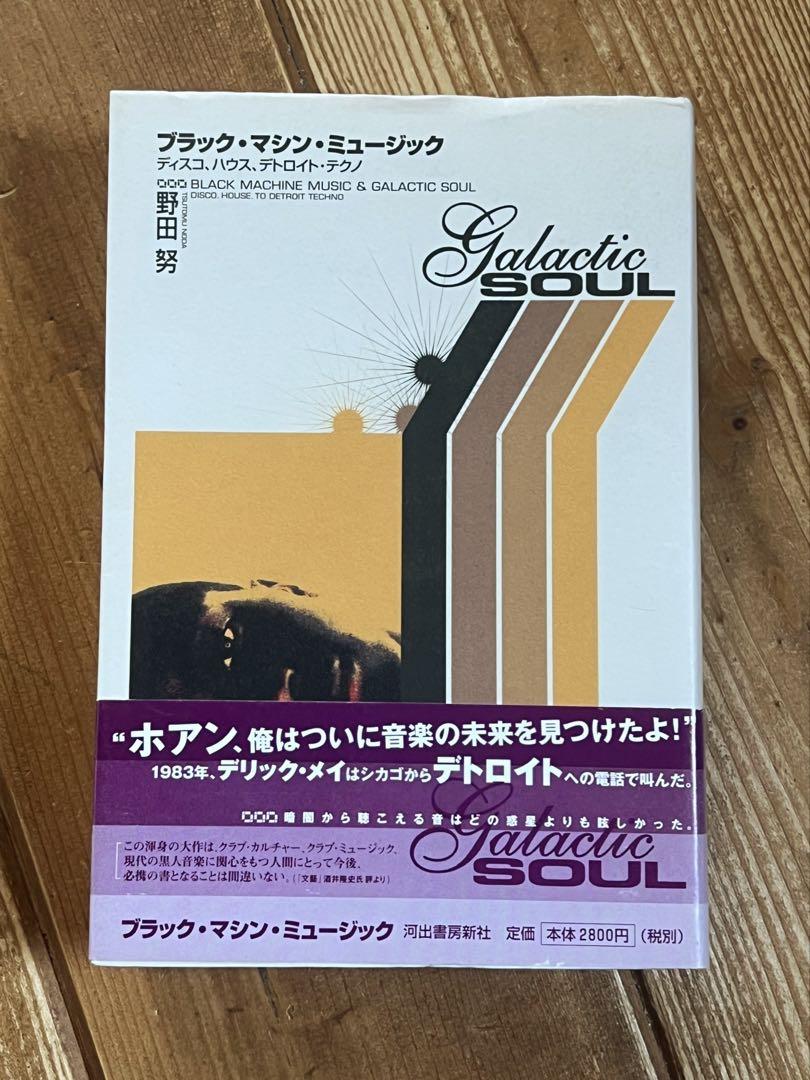 ブラック・マシン・ミュージック
ディスコ、ハウス、デトロイト・テクノ
BLACK MACHINE MUSIC & GALACTIC SOUL
DISCO. HOUSE. TO DETROIT TECHNO
野田 努
TSUTOMU NODA
Galactic
SOUL
“ホアン、俺はついに音楽の未来を見つけたよ!”
1983年、デリック・メイはシカゴからデトロイトへの電話で叫んだ。
暗闇から聴こえる音はどの惑星よりも眩しかった。
Galactic
SOUL
この渾身の大作は、クラブ・カルチャー、クラブ・ミュージック、
現代の黒人音楽に関心をもつ人間にとって今後、
必携の書となることは間違いない。(「文藝」酒井隆史氏評より)
ブラック・マシン・ミュージック 河出書房新社 定価 本体2800円 (税別)